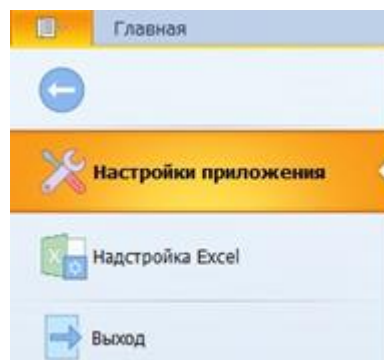 Главная
Настройки приложения
Надстройка Excel
Выход